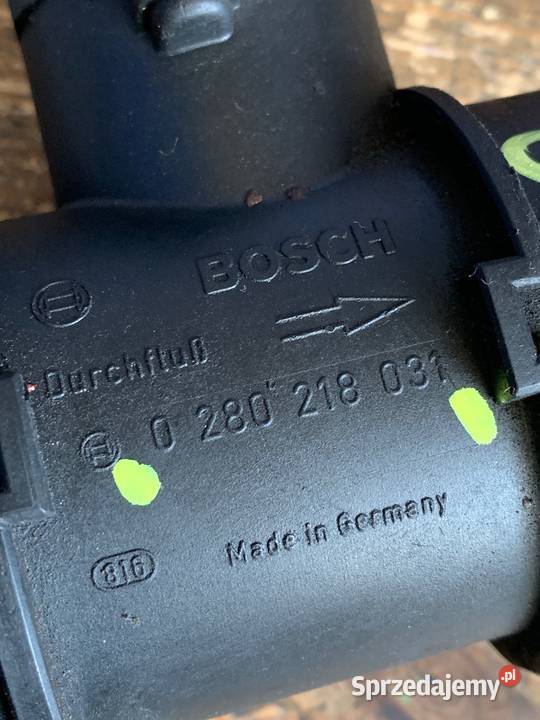 BOSCH
Durchfluß
0 280 218 031
Made in Germany
816
Sprzedajemy.pl